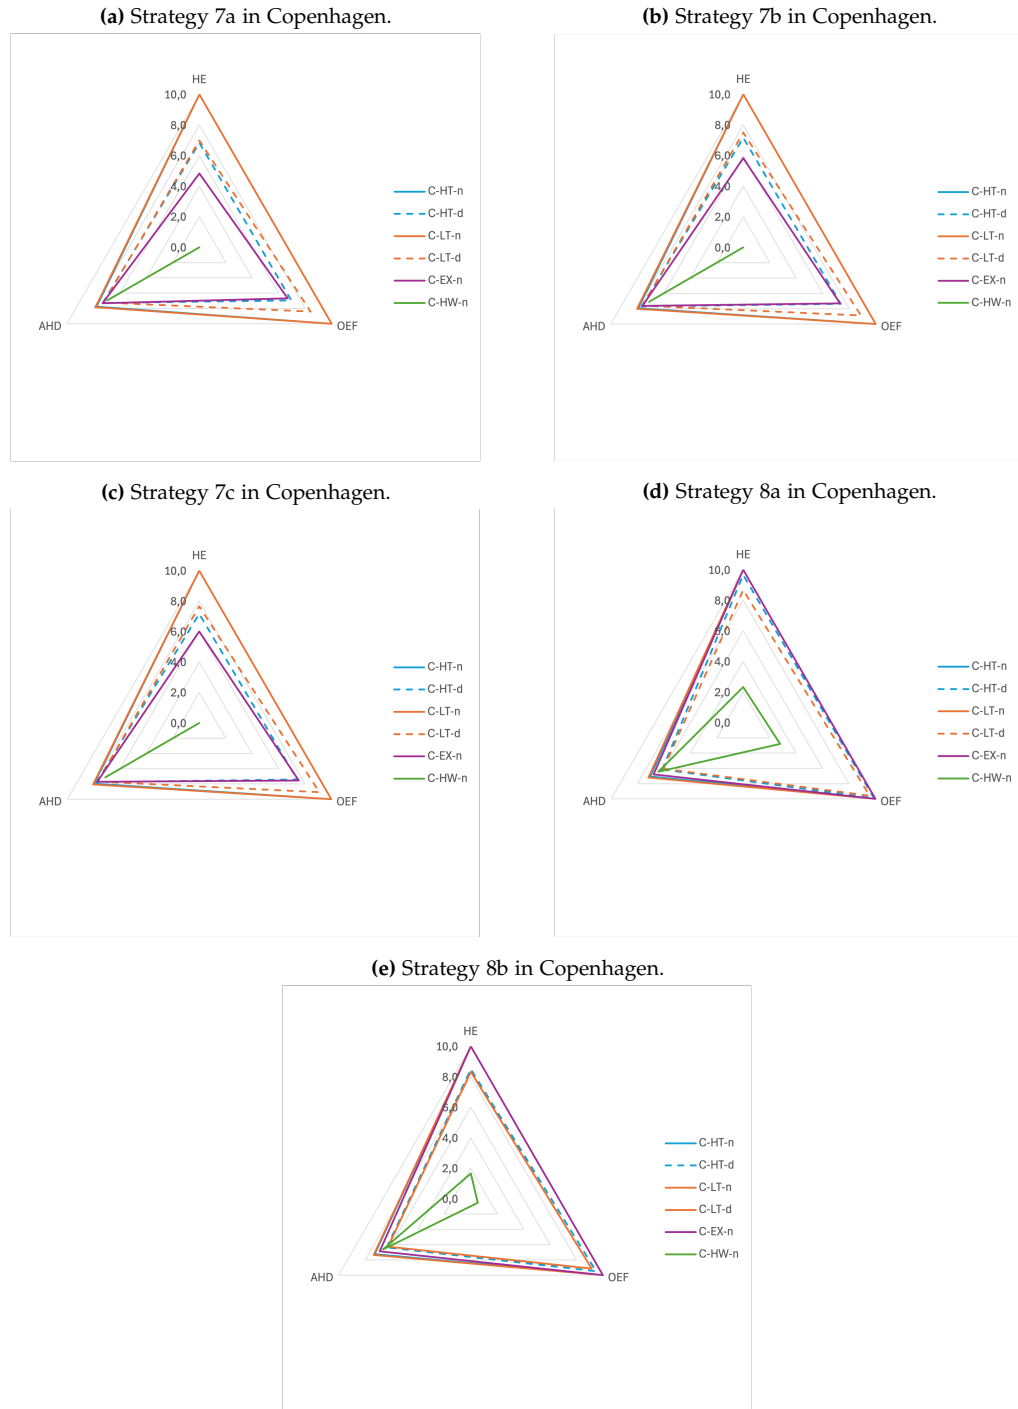 (a) Strategy 7a in Copenhagen.
HE
10,0
8,0
6,0
4,0
2,0
0,0
AHD
OEF
C-HT-n
C-HT-d
C-LT-n
C-LT-d
C-EX-n
C-HW-n
(b) Strategy 7b in Copenhagen.
HE
10,0
8,0
6,0
4,0
2,0
0,0
AHD
OEF
C-HT-n
C-HT-d
C-LT-n
C-LT-d
C-EX-n
C-HW-n
(c) Strategy 7c in Copenhagen.
HE
10,0
8,0
6,0
4,0
2,0
0,0
AHD
OEF
C-HT-n
C-HT-d
C-LT-n
C-LT-d
C-EX-n
C-HW-n
(d) Strategy 8a in Copenhagen.
HE
10,0
8,0
6,0
4,0
2,0
0,0
AHD
OEF
C-HT-n
C-HT-d
C-LT-n
C-LT-d
C-EX-n
C-HW-n
(e) Strategy 8b in Copenhagen.
HE
10,0
8,0
6,0
4,0
2,0
0,0
AHD
OEF
C-HT-n
C-HT-d
C-LT-n
C-LT-d
C-EX-n
C-HW-n